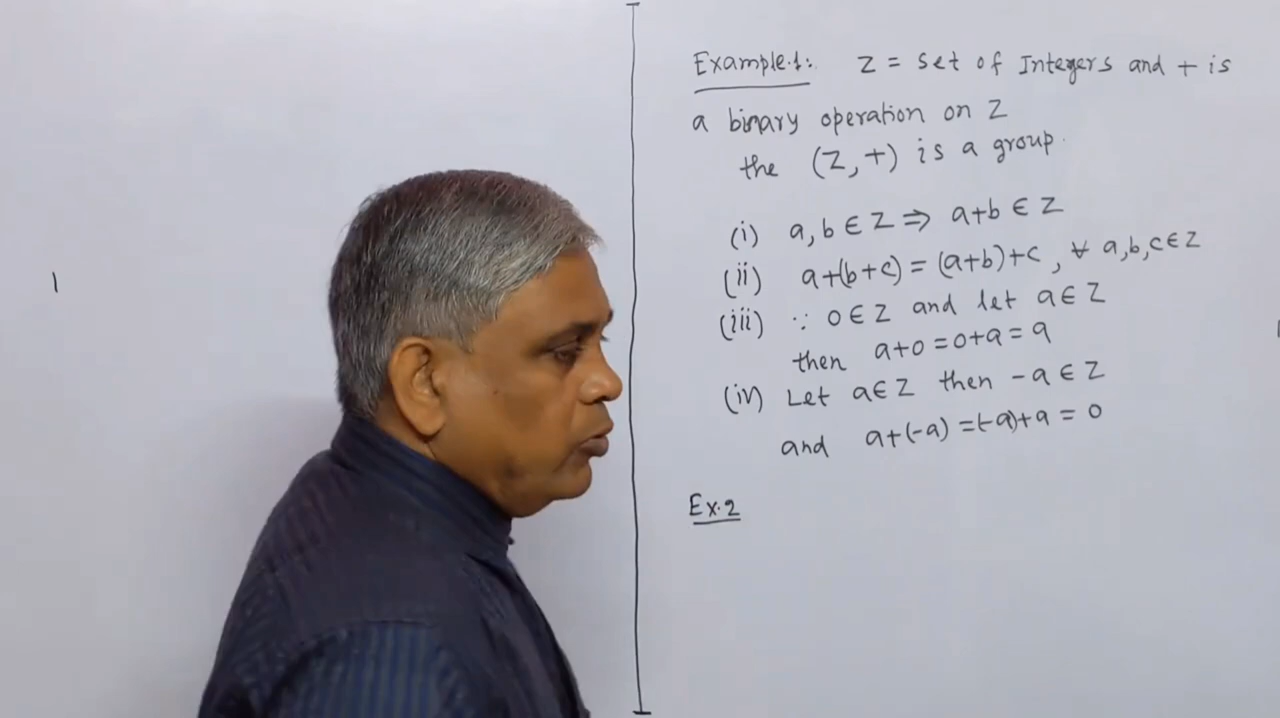 Example.1: Z = Set of Integers and + is
a binary operation on Z
the (Z, +) is a group.
(i) a, b ∈ Z ⇒ a+b ∈ Z
(ii) a+(b+c) = (a+b)+c, ∀ a,b,c ∈ Z
(iii) ∵ 0 ∈ Z and let a ∈ Z
then a+0 = 0+a = a
(iv) Let a ∈ Z then -a ∈ Z
and a+(-a) = (-a)+a = 0
Ex.2